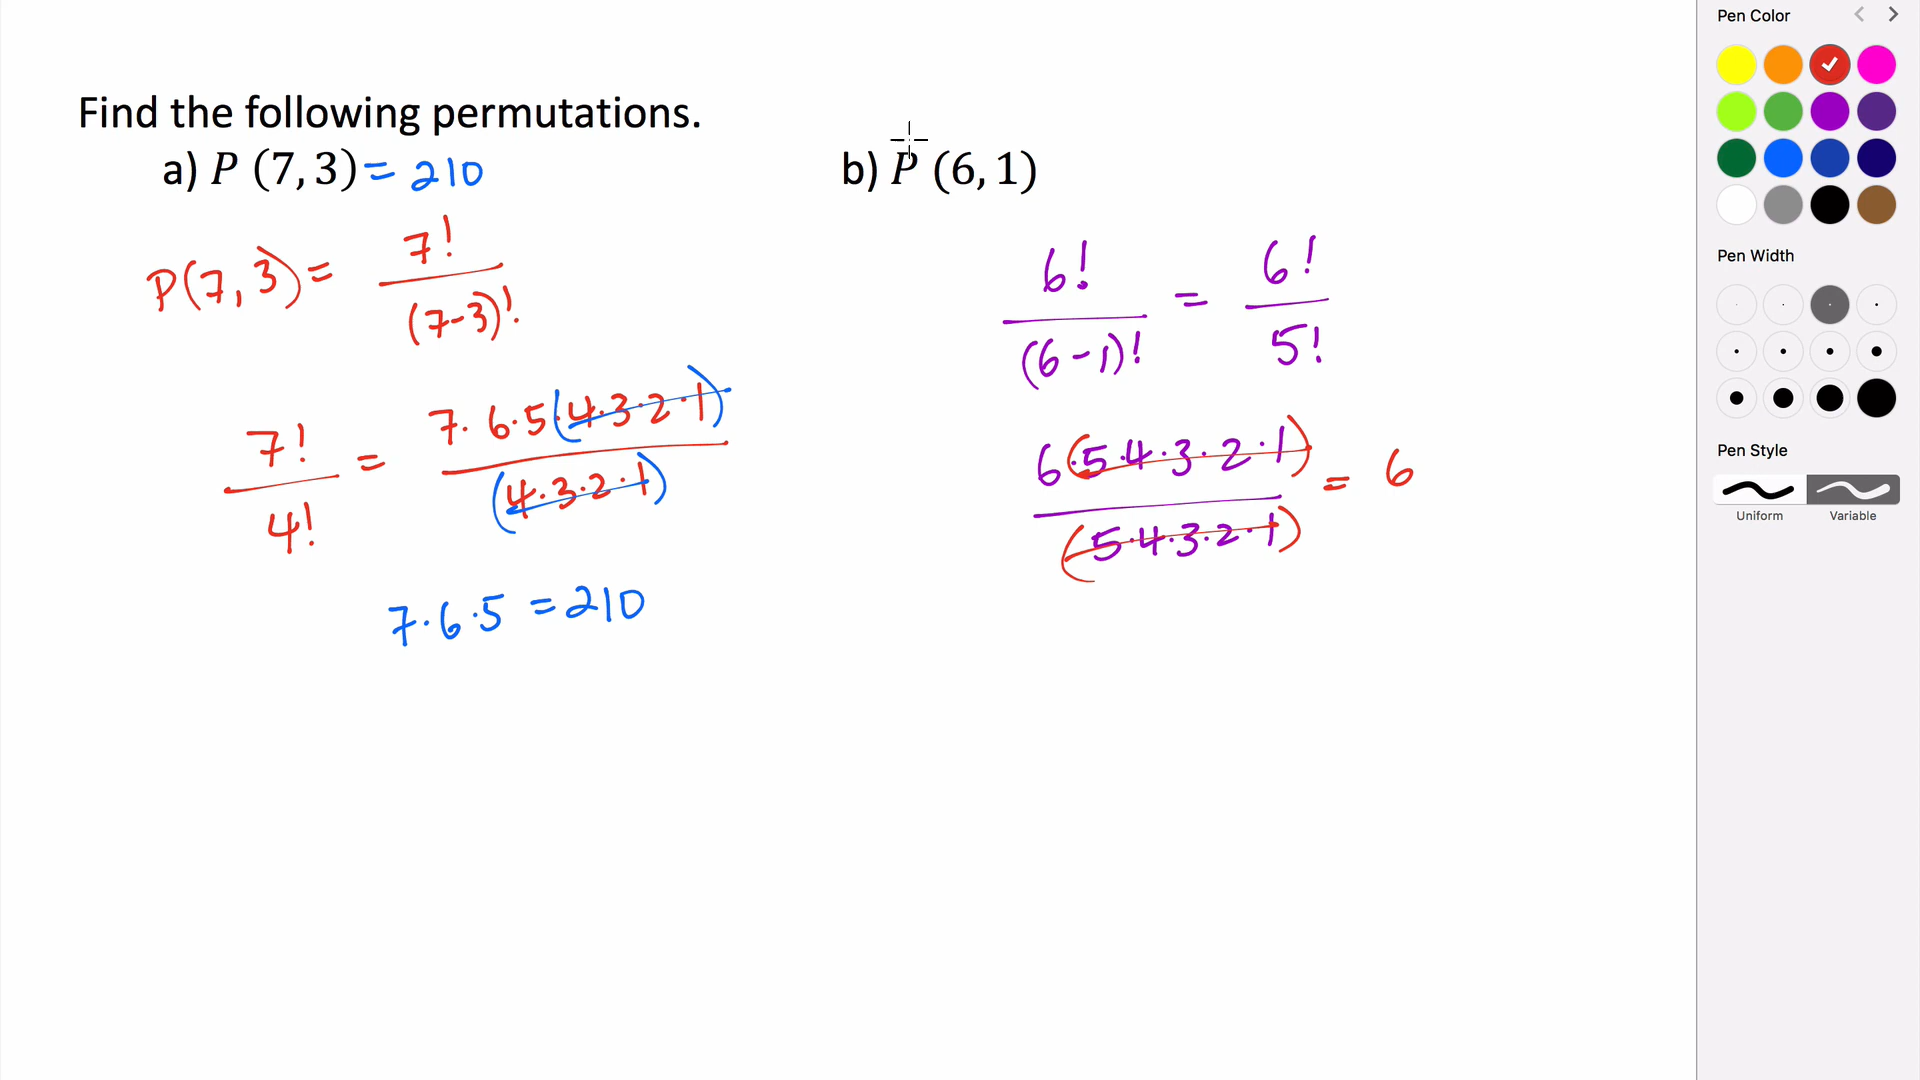 Find the following permutations.
a) P (7, 3) = 210
P(7, 3) = 7! / (7-3)!
7! / 4! = 7 · 6 · 5 (4 · 3 · 2 · 1) / (4 · 3 · 2 · 1)
7 · 6 · 5 = 210
b) P (6, 1)
6! / (6-1)! = 6! / 5!
6 · (5 · 4 · 3 · 2 · 1) / (5 · 4 · 3 · 2 · 1) = 6
Pen Color
Pen Width
Pen Style
Uniform
Variable